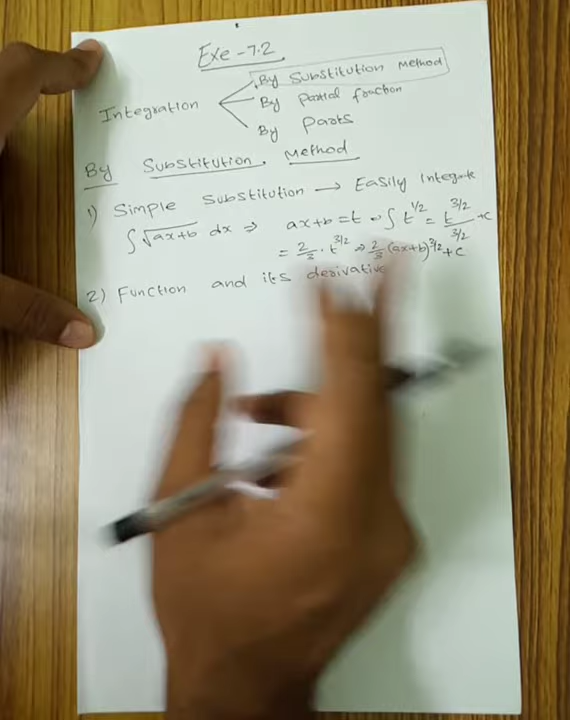 Exe-7.2
Integration
By Substitution Method
By Partial fraction
By Parts
By Substitution Method
1) Simple Substitution → Easily Integrate
∫√ax+b dx ⇒ ax+b=t ⇒ ∫ t^1/2 = t^3/2 / 3/2 +c
= 2/3 · t^3/2 ⇒ 2/3 (ax+b)^3/2 + c
2) Function and its derivative